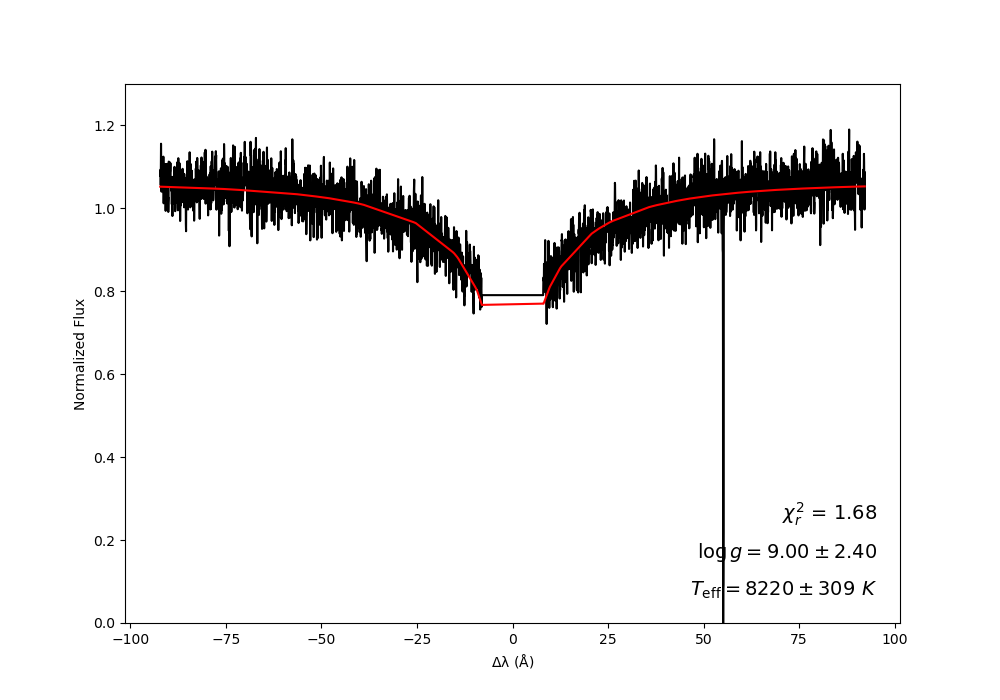 1.2
1.0
0.8
0.6
0.4
0.2
0.0
Normalized Flux
χ²ᵣ = 1.68
log g = 9.00 ± 2.40
T_eff = 8220 ± 309 K
−100 −75 −50 −25 0 25 50 75 100
Δλ (Å)